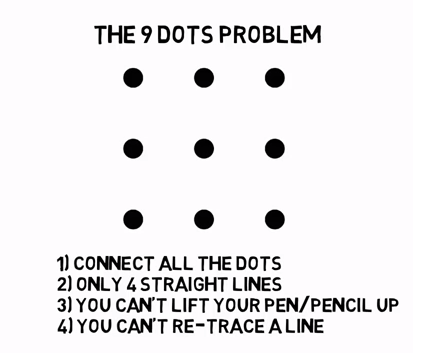 THE 9 DOTS PROBLEM
1) CONNECT ALL THE DOTS
2) ONLY 4 STRAIGHT LINES
3) YOU CAN'T LIFT YOUR PEN/PENCIL UP
4) YOU CAN'T RE-TRACE A LINE